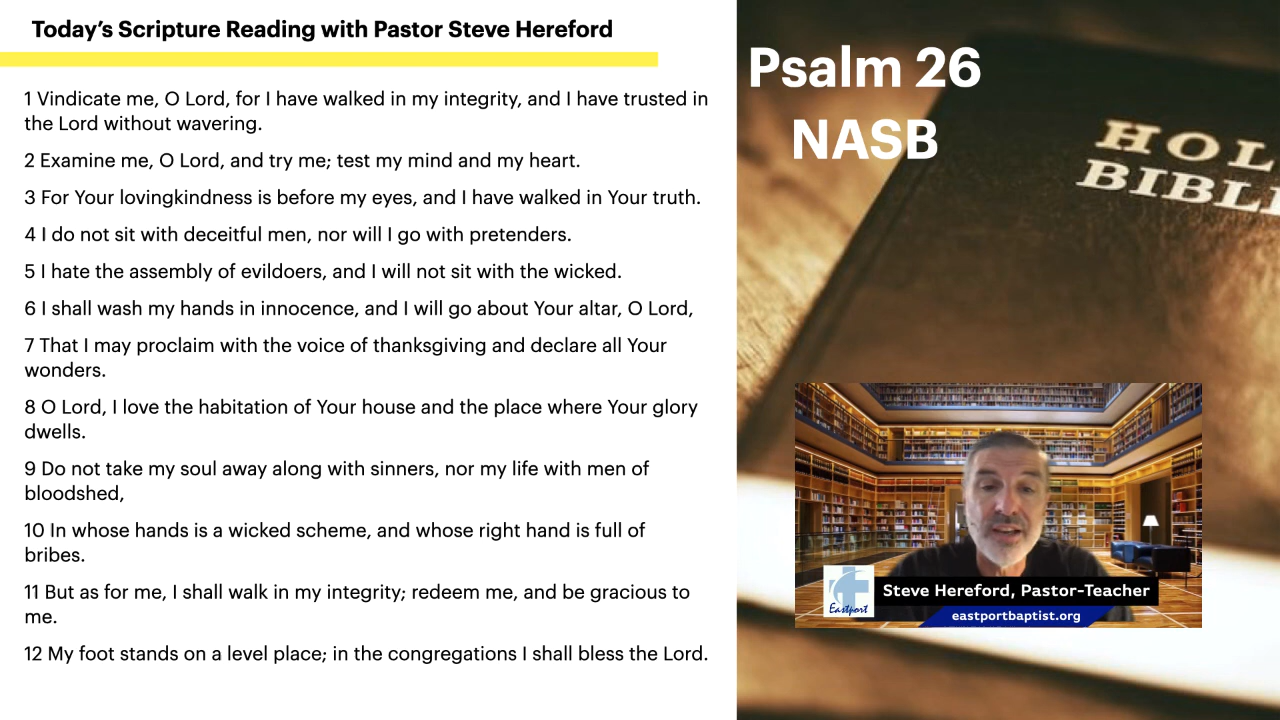 Today's Scripture Reading with Pastor Steve Hereford
1 Vindicate me, O Lord, for I have walked in my integrity, and I have trusted in
the Lord without wavering.
2 Examine me, O Lord, and try me; test my mind and my heart.
3 For Your lovingkindness is before my eyes, and I have walked in Your truth.
4 I do not sit with deceitful men, nor will I go with pretenders.
5 I hate the assembly of evildoers, and I will not sit with the wicked.
6 I shall wash my hands in innocence, and I will go about Your altar, O Lord,
7 That I may proclaim with the voice of thanksgiving and declare all Your
wonders.
8 O Lord, I love the habitation of Your house and the place where Your glory
dwells.
9 Do not take my soul away along with sinners, nor my life with men of
bloodshed,
10 In whose hands is a wicked scheme, and whose right hand is full of
bribes.
11 But as for me, I shall walk in my integrity; redeem me, and be gracious to
me.
12 My foot stands on a level place; in the congregations I shall bless the Lord.
Psalm 26
NASB
HOL
BIBL
Steve Hereford, Pastor-Teacher
Eastport
eastportbaptist.org